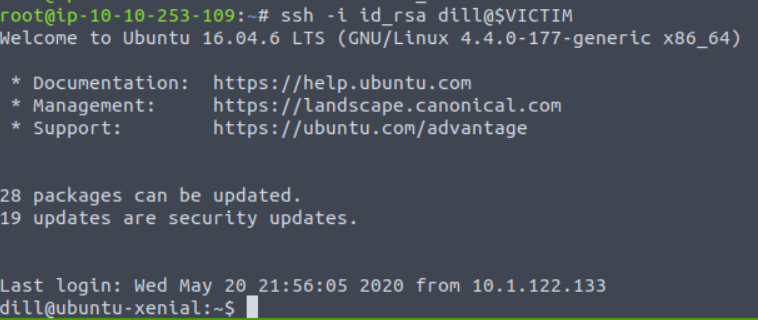 root@ip-10-10-253-109:~# ssh -i id_rsa dill@$VICTIM
Welcome to Ubuntu 16.04.6 LTS (GNU/Linux 4.4.0-177-generic x86_64)
* Documentation:  https://help.ubuntu.com
* Management:     https://landscape.canonical.com
* Support:        https://ubuntu.com/advantage
28 packages can be updated.
19 updates are security updates.
Last login: Wed May 20 21:56:05 2020 from 10.1.122.133
dill@ubuntu-xenial:~$